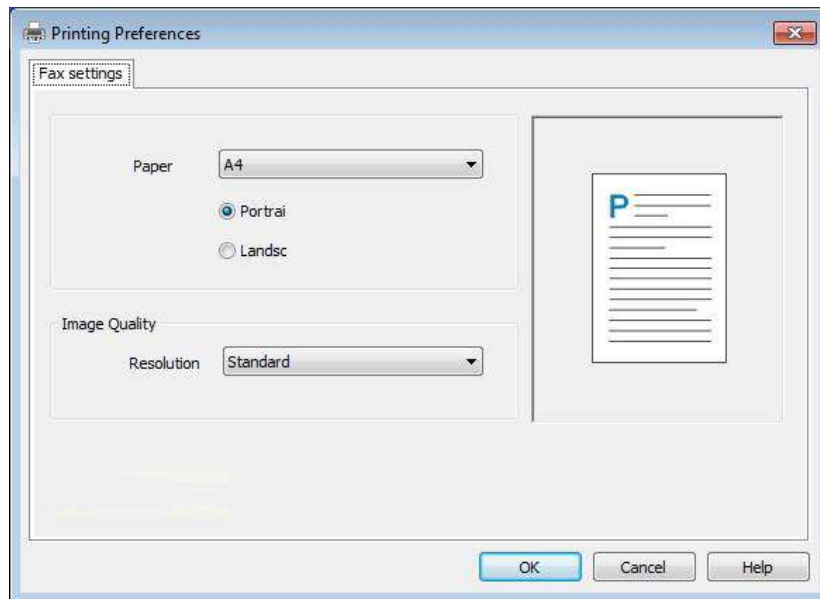 Printing Preferences
Fax settings
Paper A4
Portrai
Landsc
P
Image Quality
Resolution Standard
OK Cancel Help